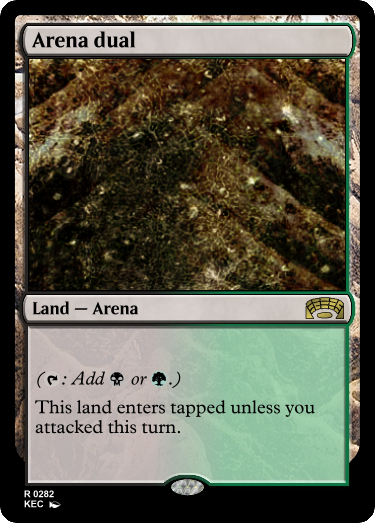 Arena dual
Land — Arena
(: Add  or .)
This land enters tapped unless you
attacked this turn.
R 0282
KEC